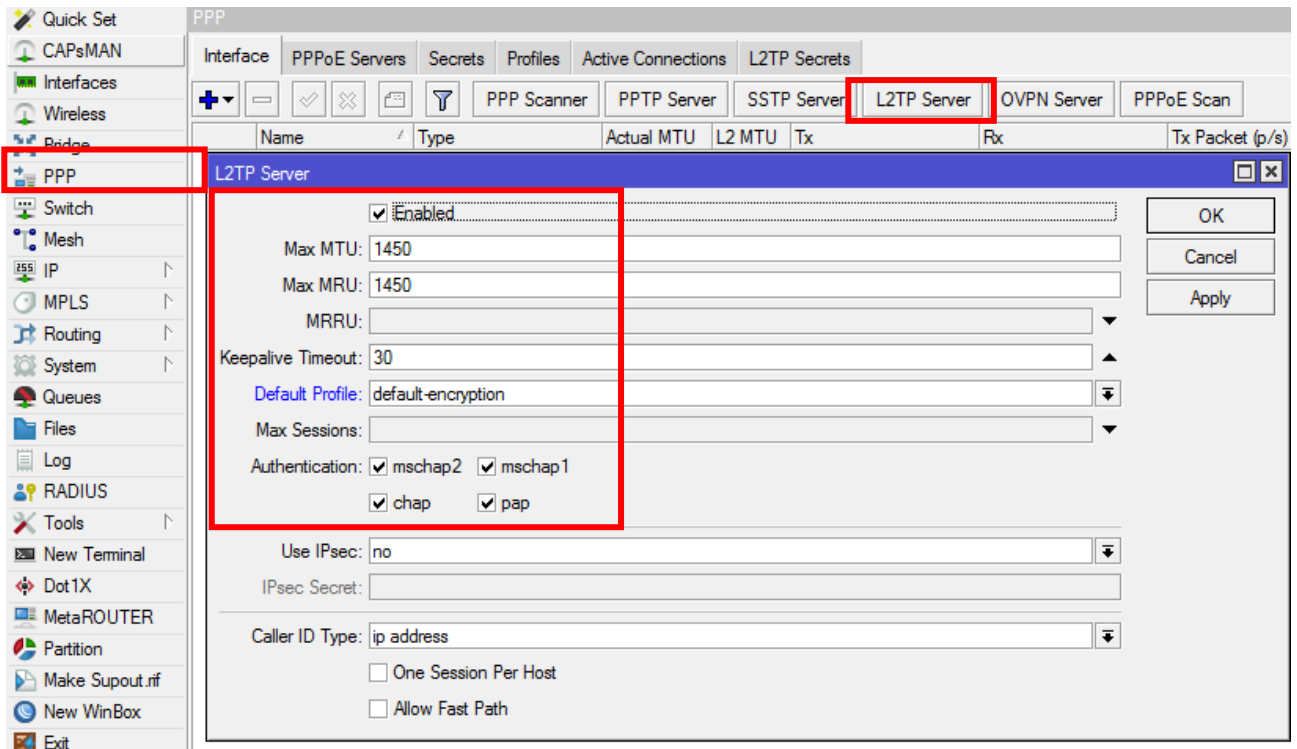 Quick Set
CAPsMAN
Interfaces
Wireless
Bridge
PPP
Switch
Mesh
255 IP
MPLS
Routing
System
Queues
Files
Log
RADIUS
Tools
New Terminal
Dot1X
MetaROUTER
Partition
Make Supout.rif
New WinBox
Exit
PPP
Interface PPPoE Servers Secrets Profiles Active Connections L2TP Secrets
PPP Scanner PPTP Server SSTP Server L2TP Server OVPN Server PPPoE Scan
Name / Type Actual MTU L2 MTU Tx Rx Tx Packet (p/s)
L2TP Server
Enabled
Max MTU: 1450
Max MRU: 1450
MRRU:
Keepalive Timeout: 30
Default Profile: default-encryption
Max Sessions:
Authentication: mschap2 mschap1
chap pap
Use IPsec: no
IPsec Secret:
Caller ID Type: ip address
One Session Per Host
Allow Fast Path
OK
Cancel
Apply